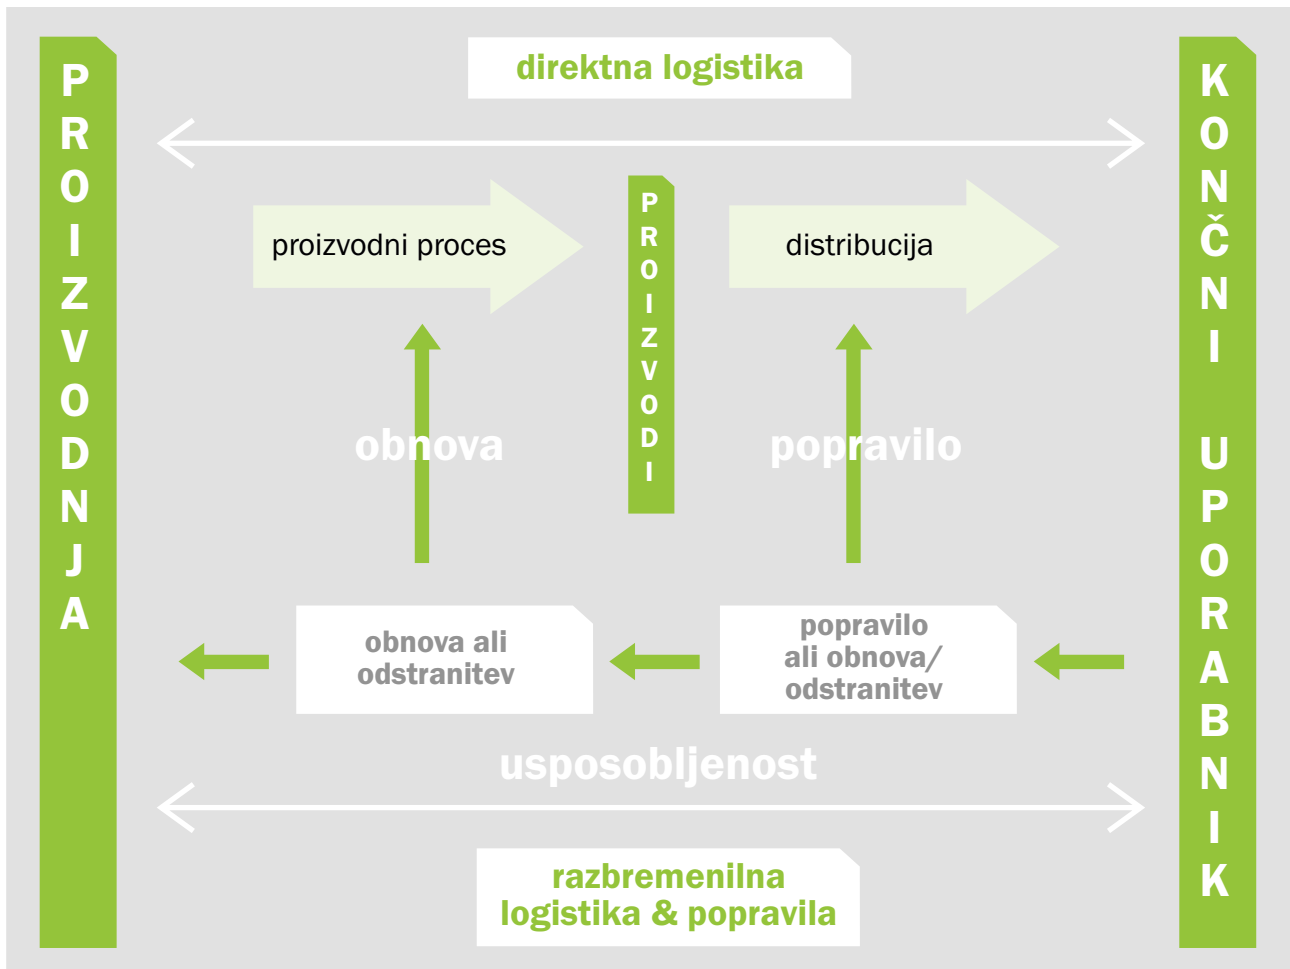 direktna logistika
PROIZVODNJA
proizvodni proces
PROIZVODI
distribucija
KONČNI UPORABNIK
obnova
popravilo
obnova ali
odstranitev
popravilo
ali obnova/
odstranitev
usposobljenost
razbremenilna
logistika & popravila